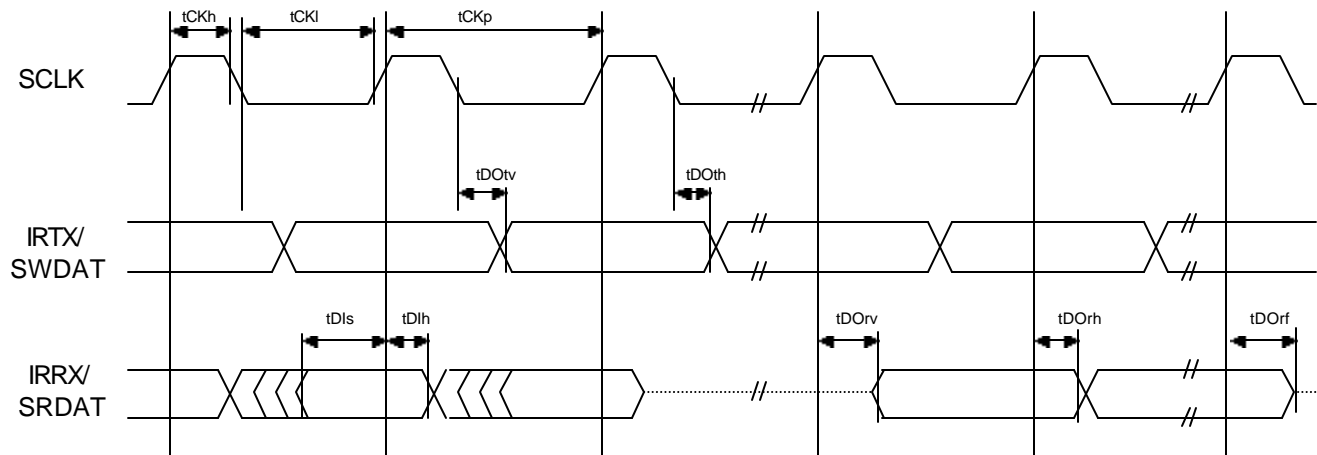 tCKh tCKl tCKp
SCLK
tDOtv tDOth
IRTX/
SWDAT
tDIs tDIh tDOrv tDOrh tDOrf
IRRX/
SRDAT